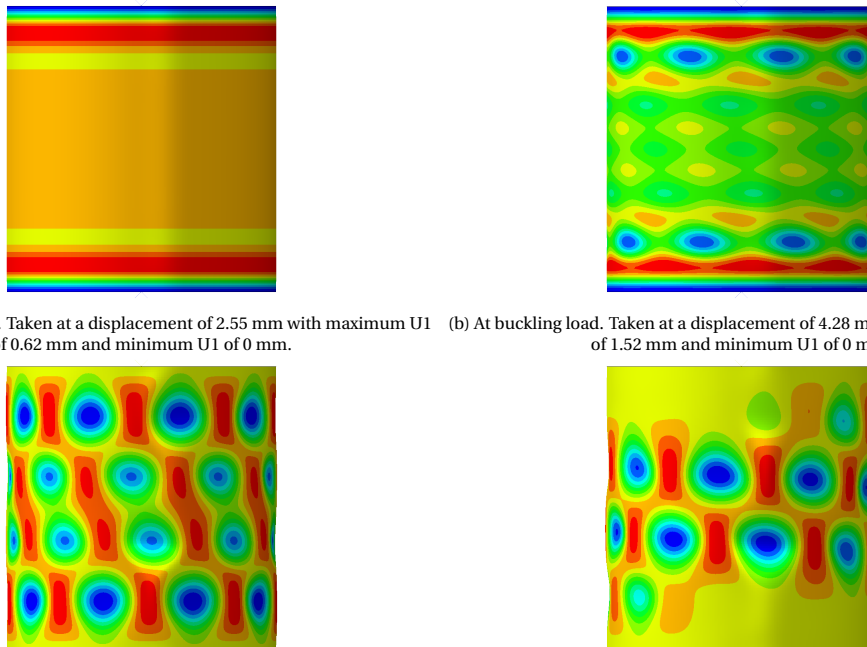 . Taken at a displacement of 2.55 mm with maximum U1
of 0.62 mm and minimum U1 of 0 mm.
(b) At buckling load. Taken at a displacement of 4.28 m
of 1.52 mm and minimum U1 of 0 m